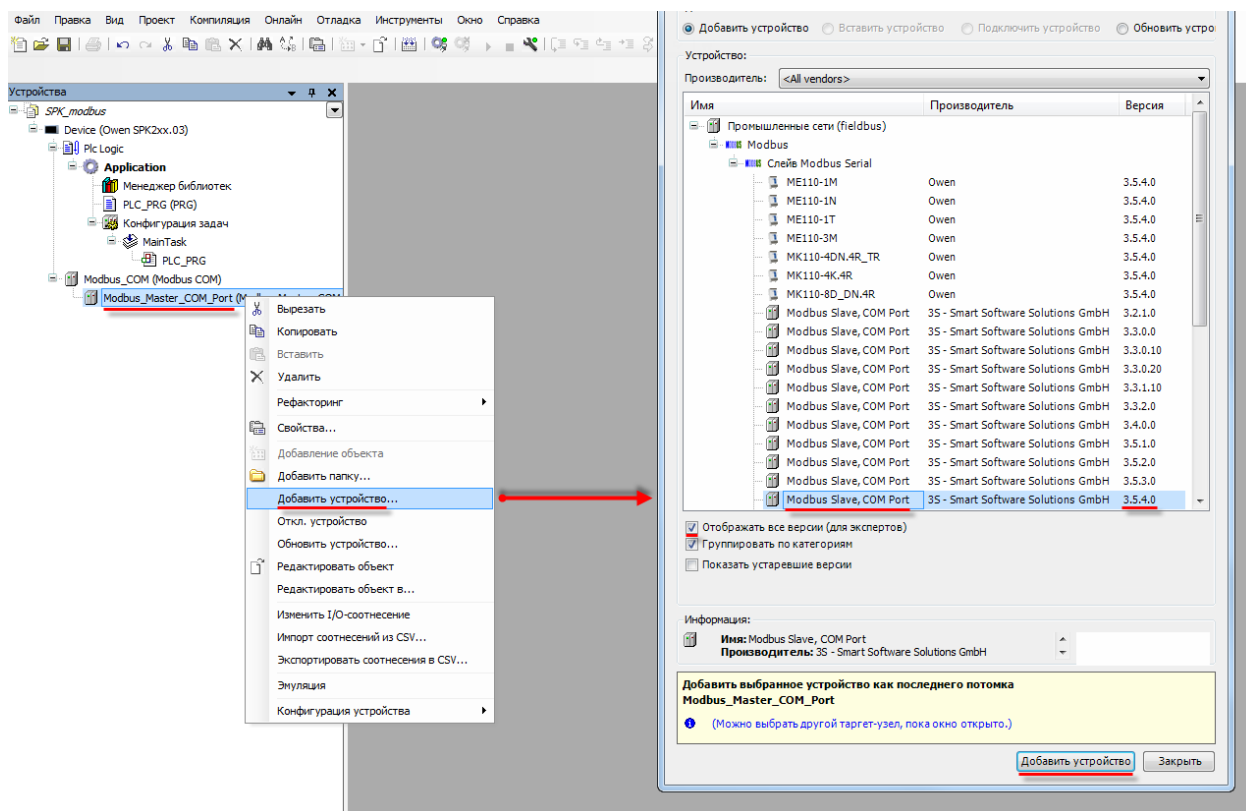 Файл Правка Вид Проект Компиляция Онлайн Отладка Инструменты Окно Справка
Устройства
SPK_modbus
Device (Owen SPK2xx.03)
Plc Logic
Application
Менеджер библиотек
PLC_PRG (PRG)
Конфигурация задач
MainTask
PLC_PRG
Modbus_COM (Modbus COM)
Modbus_Master_COM_Port
Вырезать
Копировать
Вставить
Удалить
Рефакторинг
Свойства...
Добавление объекта
Добавить папку...
Добавить устройство...
Откл. устройство
Обновить устройство...
Редактировать объект
Редактировать объект в...
Изменить I/O-соотнесение
Импорт соотнесений из CSV...
Экспортировать соотнесения в CSV...
Эмуляция
Конфигурация устройства
Добавить устройство Вставить устройство Подключить устройство Обновить устро
Устройство:
Производитель: <All vendors>
Имя Производитель Версия
Промышленные сети (fieldbus)
Modbus
Слейв Modbus Serial
ME110-1M Owen 3.5.4.0
ME110-1N Owen 3.5.4.0
ME110-1T Owen 3.5.4.0
ME110-3M Owen 3.5.4.0
MK110-4DN.4R_TR Owen 3.5.4.0
MK110-4K.4R Owen 3.5.4.0
MK110-8D_DN.4R Owen 3.5.4.0
Modbus Slave, COM Port 3S - Smart Software Solutions GmbH 3.2.1.0
Modbus Slave, COM Port 3S - Smart Software Solutions GmbH 3.3.0.0
Modbus Slave, COM Port 3S - Smart Software Solutions GmbH 3.3.0.10
Modbus Slave, COM Port 3S - Smart Software Solutions GmbH 3.3.0.20
Modbus Slave, COM Port 3S - Smart Software Solutions GmbH 3.3.1.10
Modbus Slave, COM Port 3S - Smart Software Solutions GmbH 3.3.2.0
Modbus Slave, COM Port 3S - Smart Software Solutions GmbH 3.4.0.0
Modbus Slave, COM Port 3S - Smart Software Solutions GmbH 3.5.1.0
Modbus Slave, COM Port 3S - Smart Software Solutions GmbH 3.5.2.0
Modbus Slave, COM Port 3S - Smart Software Solutions GmbH 3.5.3.0
Modbus Slave, COM Port 3S - Smart Software Solutions GmbH 3.5.4.0
Отображать все версии (для экспертов)
Группировать по категориям
Показать устаревшие версии
Информация:
Имя: Modbus Slave, COM Port
Производитель: 3S - Smart Software Solutions GmbH
Добавить выбранное устройство как последнего потомка
Modbus_Master_COM_Port
(Можно выбрать другой таргет-узел, пока окно открыто.)
Добавить устройство Закрыть